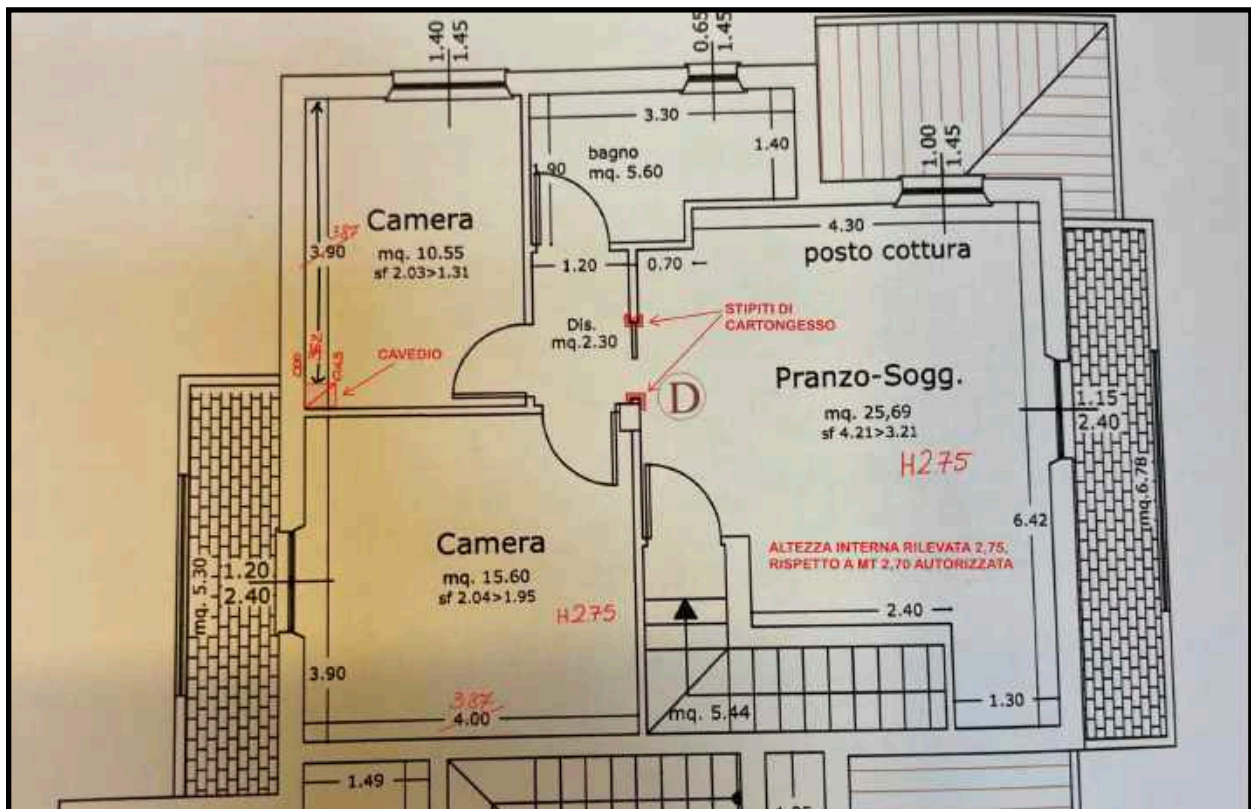 1.40
1.45
0.65
1.45
3.30
1.40
bagno
mq. 5.60
1.90
1.00
1.45
Camera
mq. 10.55
sf 2.03>1.31
387
3.90
4.30
posto cottura
1.20
0.70
STIPITI DI
CARTONGESSO
Dis.
mq.2.30
CAVEDIO
D
Pranzo-Sogg.
mq. 25,69
sf 4.21>3.21
H275
1.15
2.40
mq.6.78
6.42
Camera
mq. 15.60
sf 2.04>1.95
H275
ALTEZZA INTERNA RILEVATA 2,75,
RISPETTO A MT 2,70 AUTORIZZATA
mq. 5.30
1.20
2.40
2.40
3.90
387
4.00
mq. 5.44
1.30
1.49